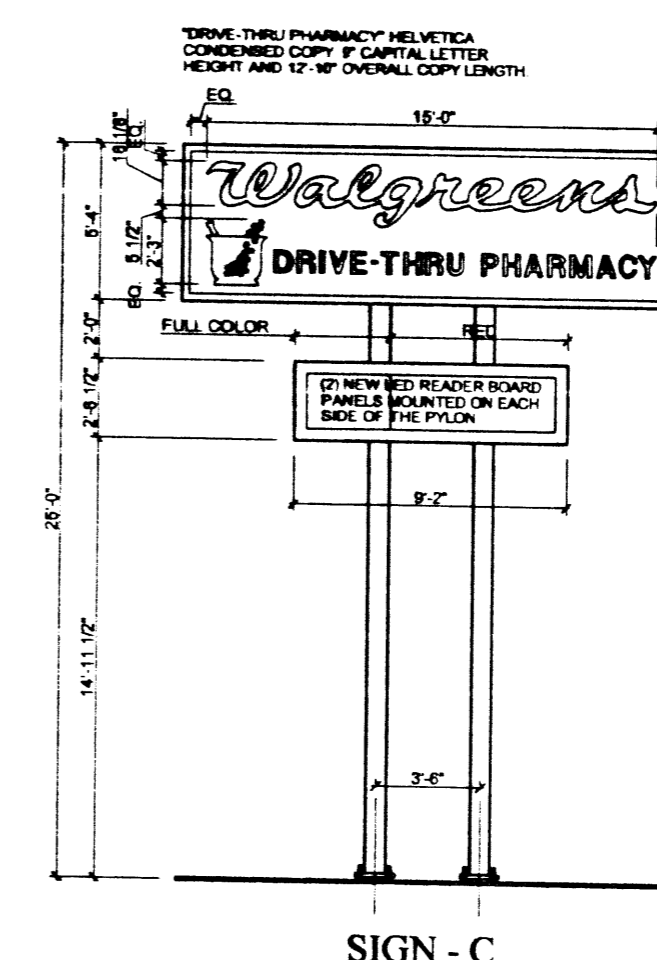 "DRIVE-THRU PHARMACY" HELVETICA
CONDENSED COPY 9" CAPITAL LETTER
HEIGHT AND 12'-10" OVERALL COPY LENGTH.
EQ.
15'-0"
18 1/8"
EQ.
Walgreens
5'-4"
5 1/2"
2'-3"
DRIVE-THRU PHARMACY
EQ.
2'-0"
FULL COLOR
RED
2'-8 1/2"
(2) NEW LED READER BOARD
PANELS MOUNTED ON EACH
SIDE OF THE PYLON
9'-2"
25'-0"
14'-11 1/2"
3'-6"
SIGN - C